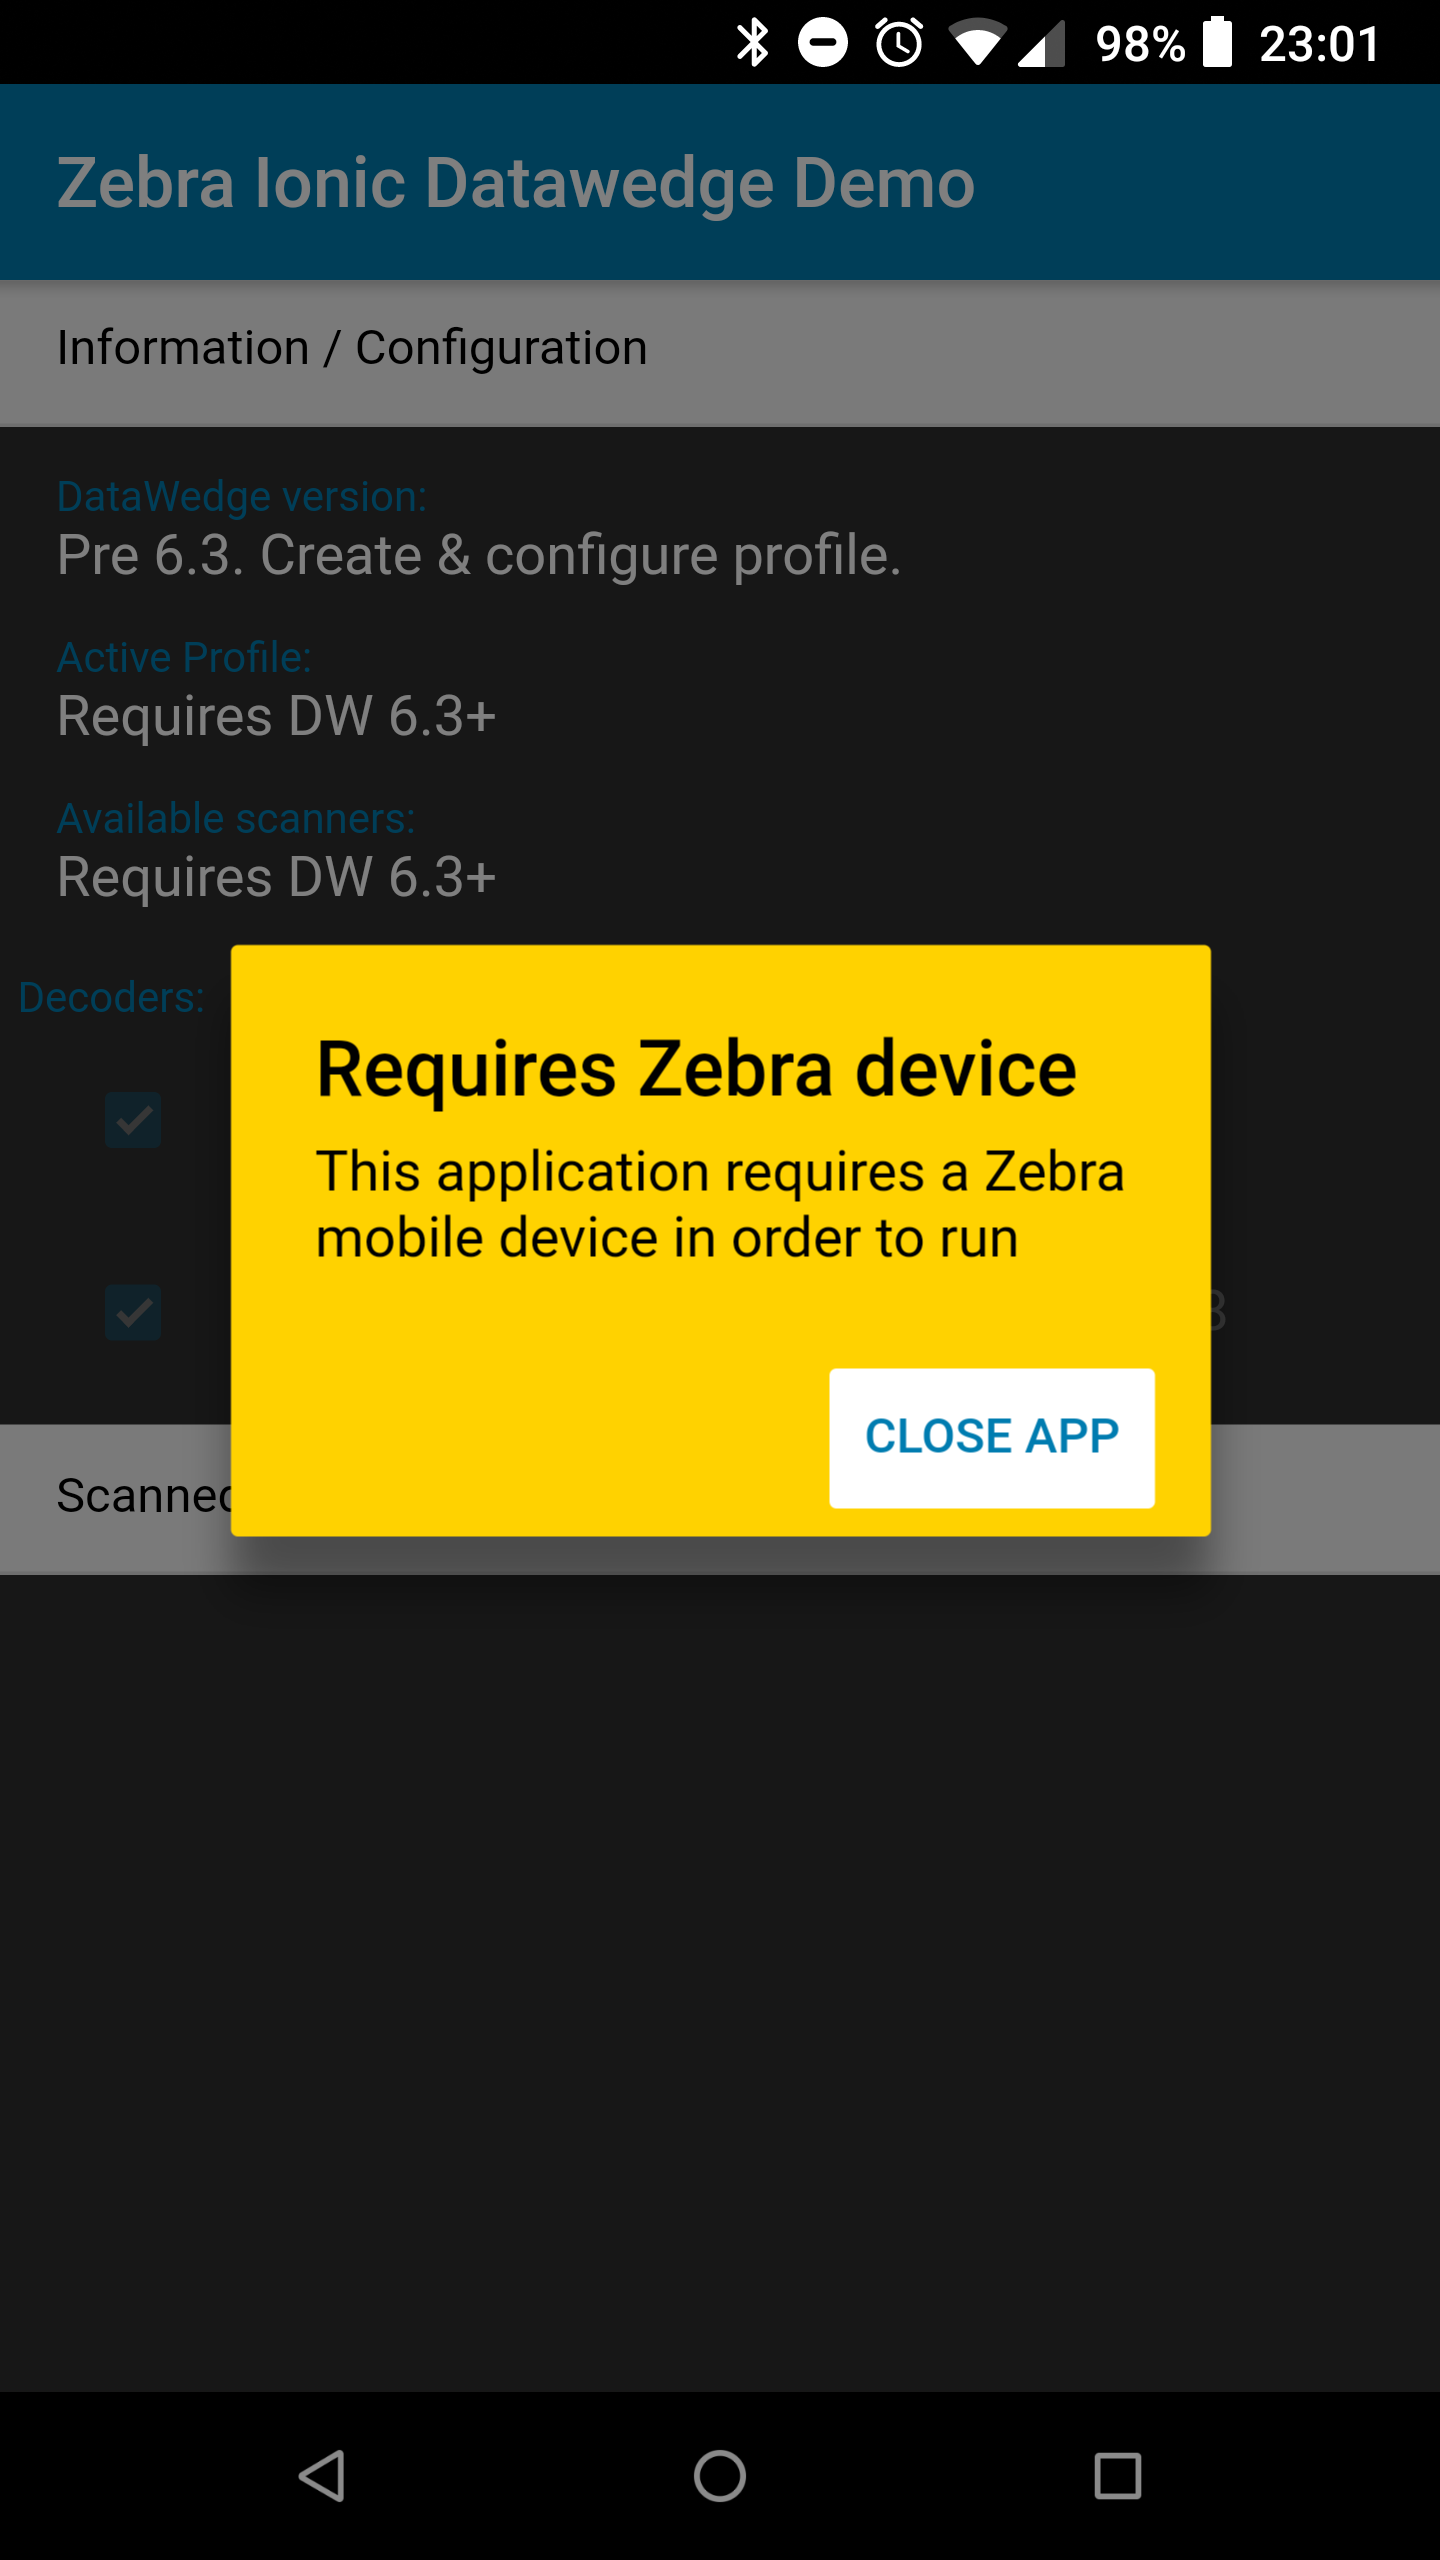 98% 23:01
Zebra Ionic Datawedge Demo
Information / Configuration
DataWedge version:
Pre 6.3. Create & configure profile.
Active Profile:
Requires DW 6.3+
Available scanners:
Requires DW 6.3+
Decoders:
Requires Zebra device
This application requires a Zebra
mobile device in order to run
CLOSE APP